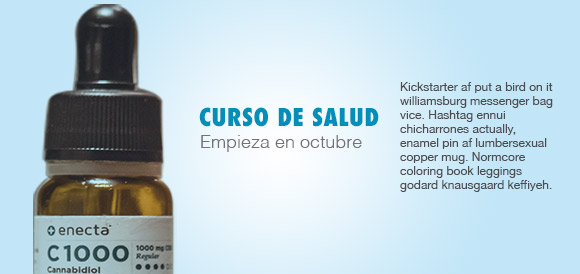 CURSO DE SALUD
Empieza en octubre
Kickstarter af put a bird on it
williamsburg messenger bag
vice. Hashtag ennui
chicharrones actually,
enamel pin af lumbersexual
copper mug. Normcore
coloring book leggings
godard knausgaard keffiyeh.
enecta
C1000
Cannabidiol
1000 mg
Regular